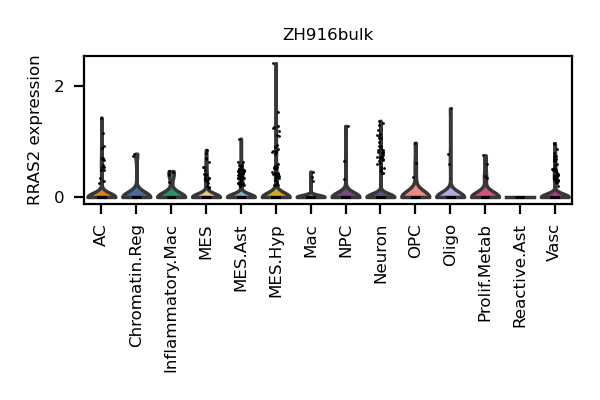 ZH916bulk
RRAS2 expression
2
0
AC
Chromatin.Reg
Inflammatory.Mac
MES
MES.Ast
MES.Hyp
Mac
NPC
Neuron
OPC
Oligo
Prolif.Metab
Reactive.Ast
Vasc